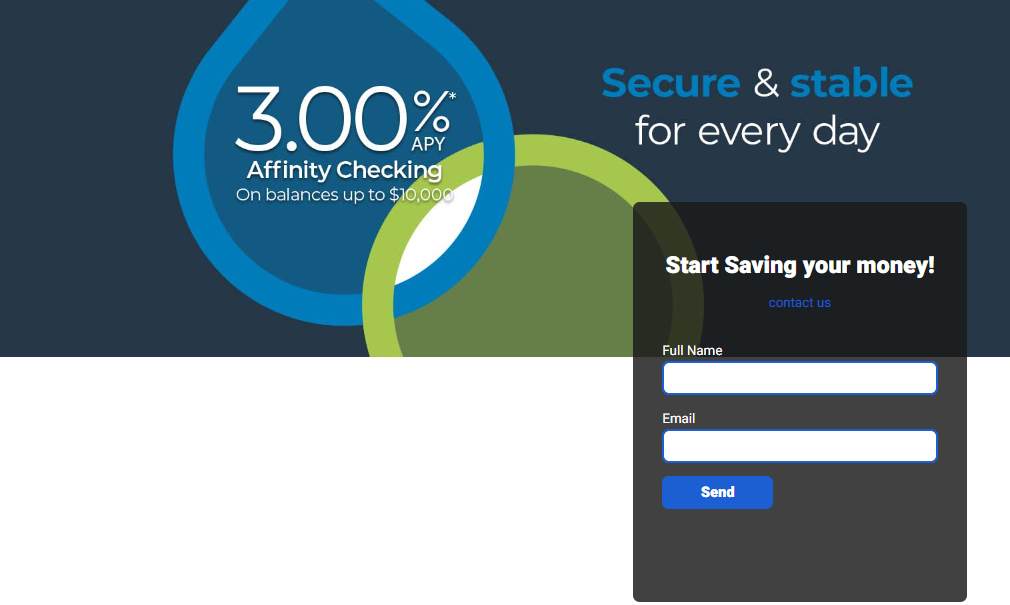 3.00%*
APY
Affinity Checking
On balances up to $10,000
Secure & stable
for every day
Start Saving your money!
contact us
Full Name
Email
Send